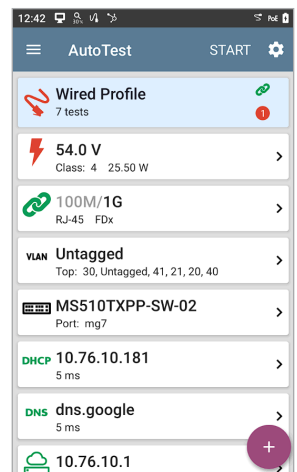 12:42
30%
PoE
AutoTest
START
Wired Profile
7 tests
1
54.0 V
Class: 4 25.50 W
100M/1G
RJ-45 FDx
VLAN
Untagged
Top: 30, Untagged, 41, 21, 20, 40
MS510TXPP-SW-02
Port: mg7
DHCP
10.76.10.181
5 ms
DNS
dns.google
5 ms
10.76.10.1